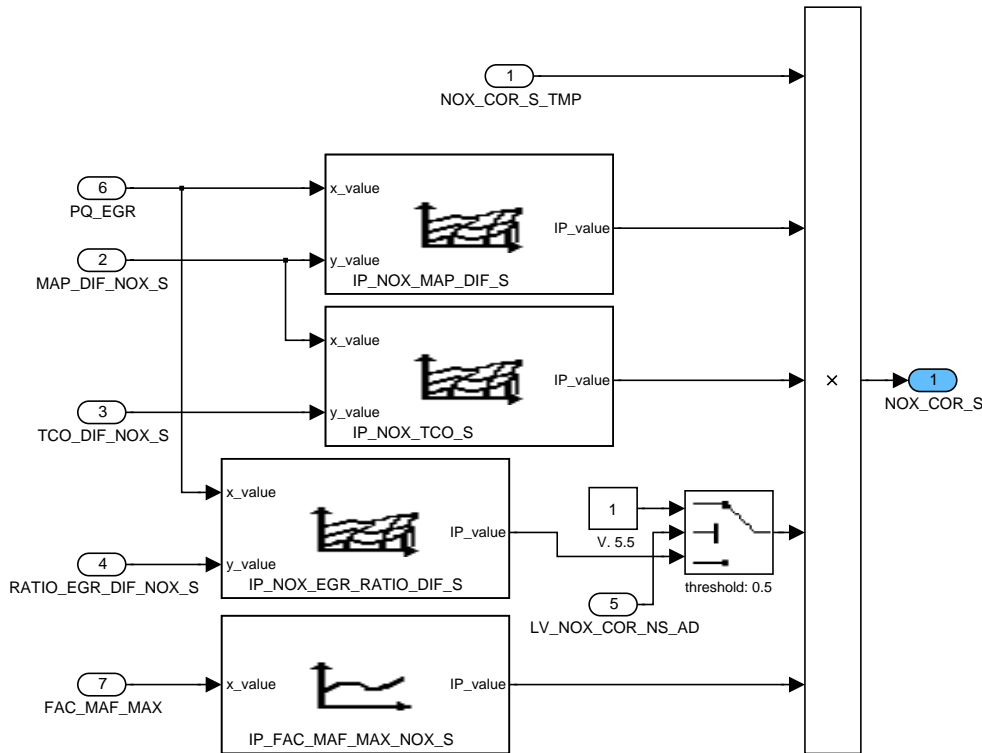 1
NOX_COR_S_TMP
6
PQ_EGR
x_value
y_value
IP_value
IP_NOX_MAP_DIF_S
2
MAP_DIF_NOX_S
x_value
y_value
IP_value
IP_NOX_TCO_S
3
TCO_DIF_NOX_S
×
1
NOX_COR_S
x_value
y_value
IP_value
IP_NOX_EGR_RATIO_DIF_S
4
RATIO_EGR_DIF_NOX_S
1
V. 5.5
threshold: 0.5
5
LV_NOX_COR_NS_AD
7
FAC_MAF_MAX
x_value
IP_value
IP_FAC_MAF_MAX_NOX_S